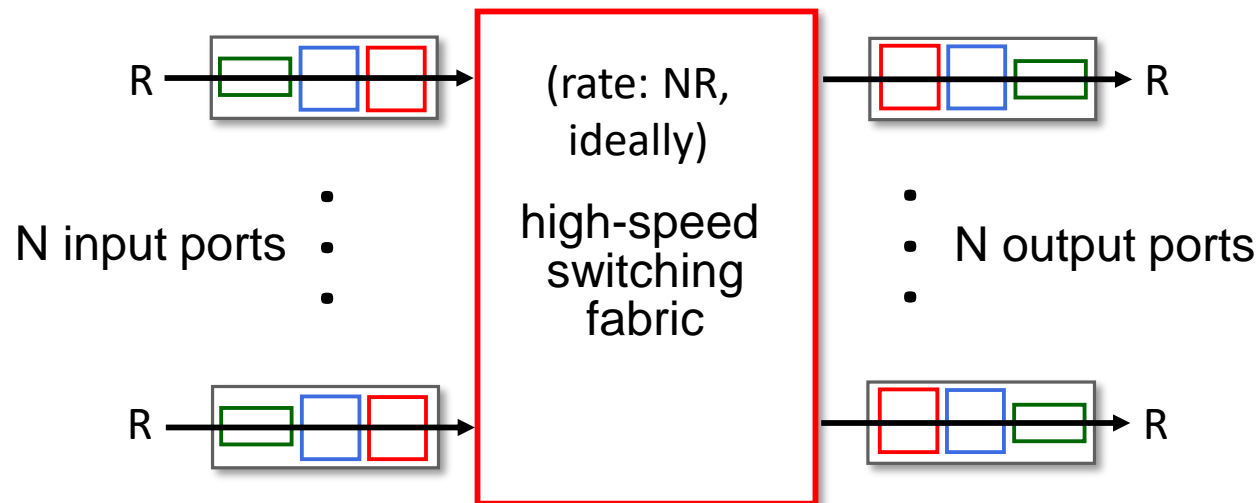 R
(rate: NR,
ideally)
R
high-speed
switching
fabric
N input ports
N output ports
R
R